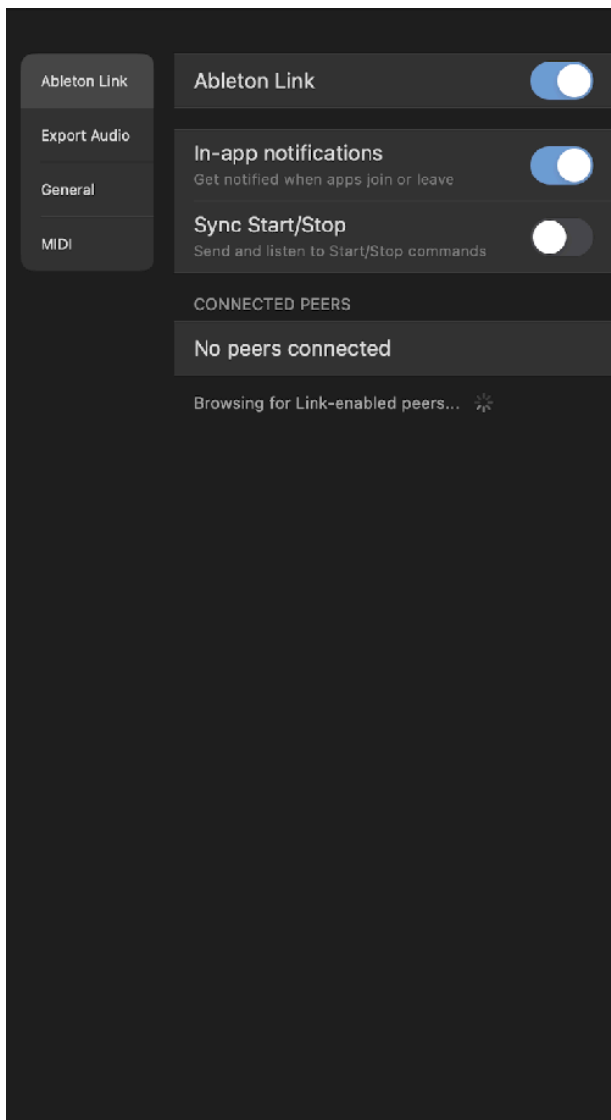 Ableton Link
Export Audio
General
MIDI
Ableton Link
In-app notifications
Get notified when apps join or leave
Sync Start/Stop
Send and listen to Start/Stop commands
CONNECTED PEERS
No peers connected
Browsing for Link-enabled peers...